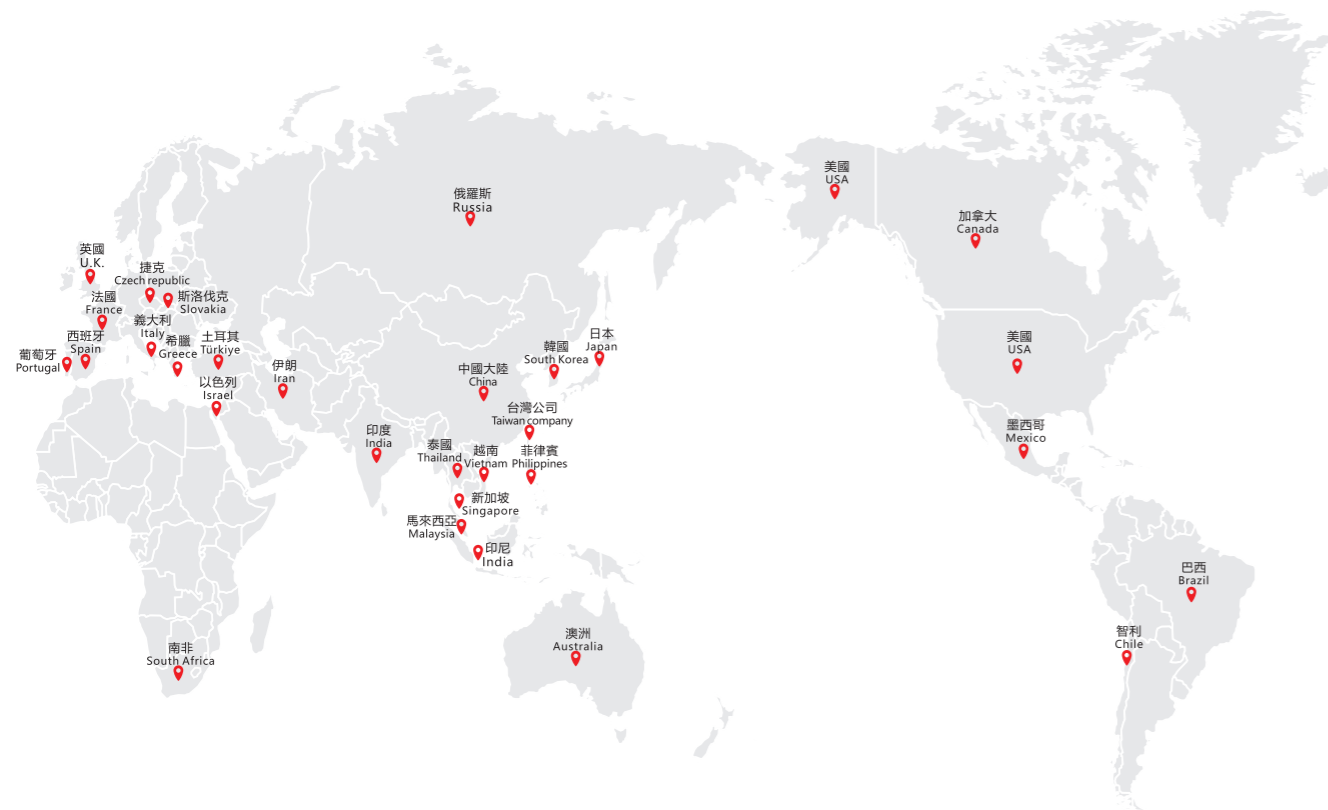 美國
USA
俄羅斯
Russia
加拿大
Canada
英國
U.K.
捷克
Czech republic
斯洛伐克
Slovakia
法國
France
義大利
Italy
西班牙
Spain
希臘
Greece
土耳其
Türkiye
葡萄牙
Portugal
伊朗
Iran
以色列
Israel
日本
Japan
韓國
South Korea
中國大陸
China
美國
USA
台灣公司
Taiwan company
墨西哥
Mexico
印度
India
泰國
Thailand
越南
Vietnam
菲律賓
Philippines
新加坡
Singapore
馬來西亞
Malaysia
印尼
India
巴西
Brazil
智利
Chile
南非
South Africa
澳洲
Australia